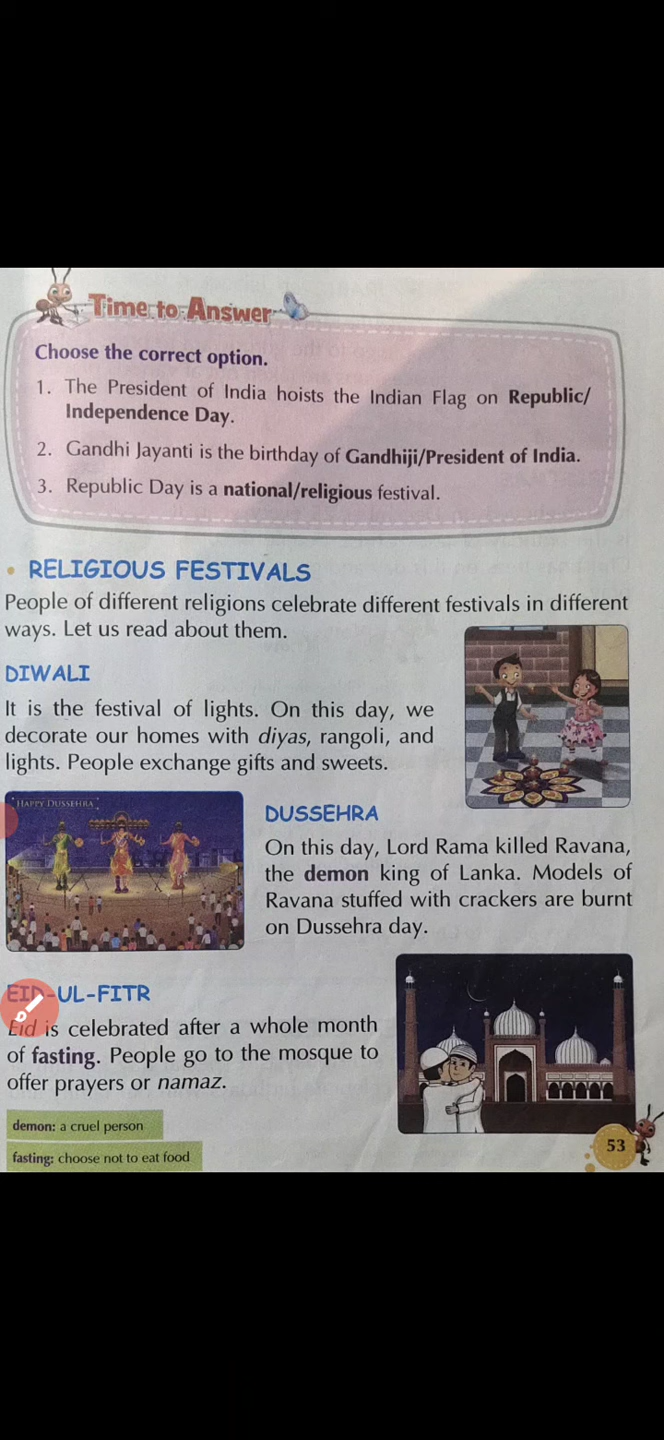 Time to Answer
Choose the correct option.
1. The President of India hoists the Indian Flag on Republic/
Independence Day.
2. Gandhi Jayanti is the birthday of Gandhiji/President of India.
3. Republic Day is a national/religious festival.
• RELIGIOUS FESTIVALS
People of different religions celebrate different festivals in different
ways. Let us read about them.
DIWALI
It is the festival of lights. On this day, we
decorate our homes with diyas, rangoli, and
lights. People exchange gifts and sweets.
HAPPY DUSSEHRA
DUSSEHRA
On this day, Lord Rama killed Ravana,
the demon king of Lanka. Models of
Ravana stuffed with crackers are burnt
on Dussehra day.
EID-UL-FITR
Eid is celebrated after a whole month
of fasting. People go to the mosque to
offer prayers or namaz.
demon: a cruel person
fasting: choose not to eat food
53